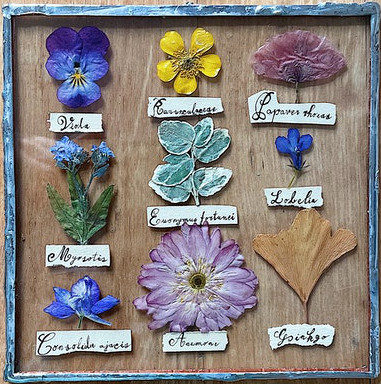 Viola
Ranunculaceae
Papaver rhoeas
Euonymus fortunei
Lobelia
Myosotis
Consolida ajacis
Anemone
Ginkgo